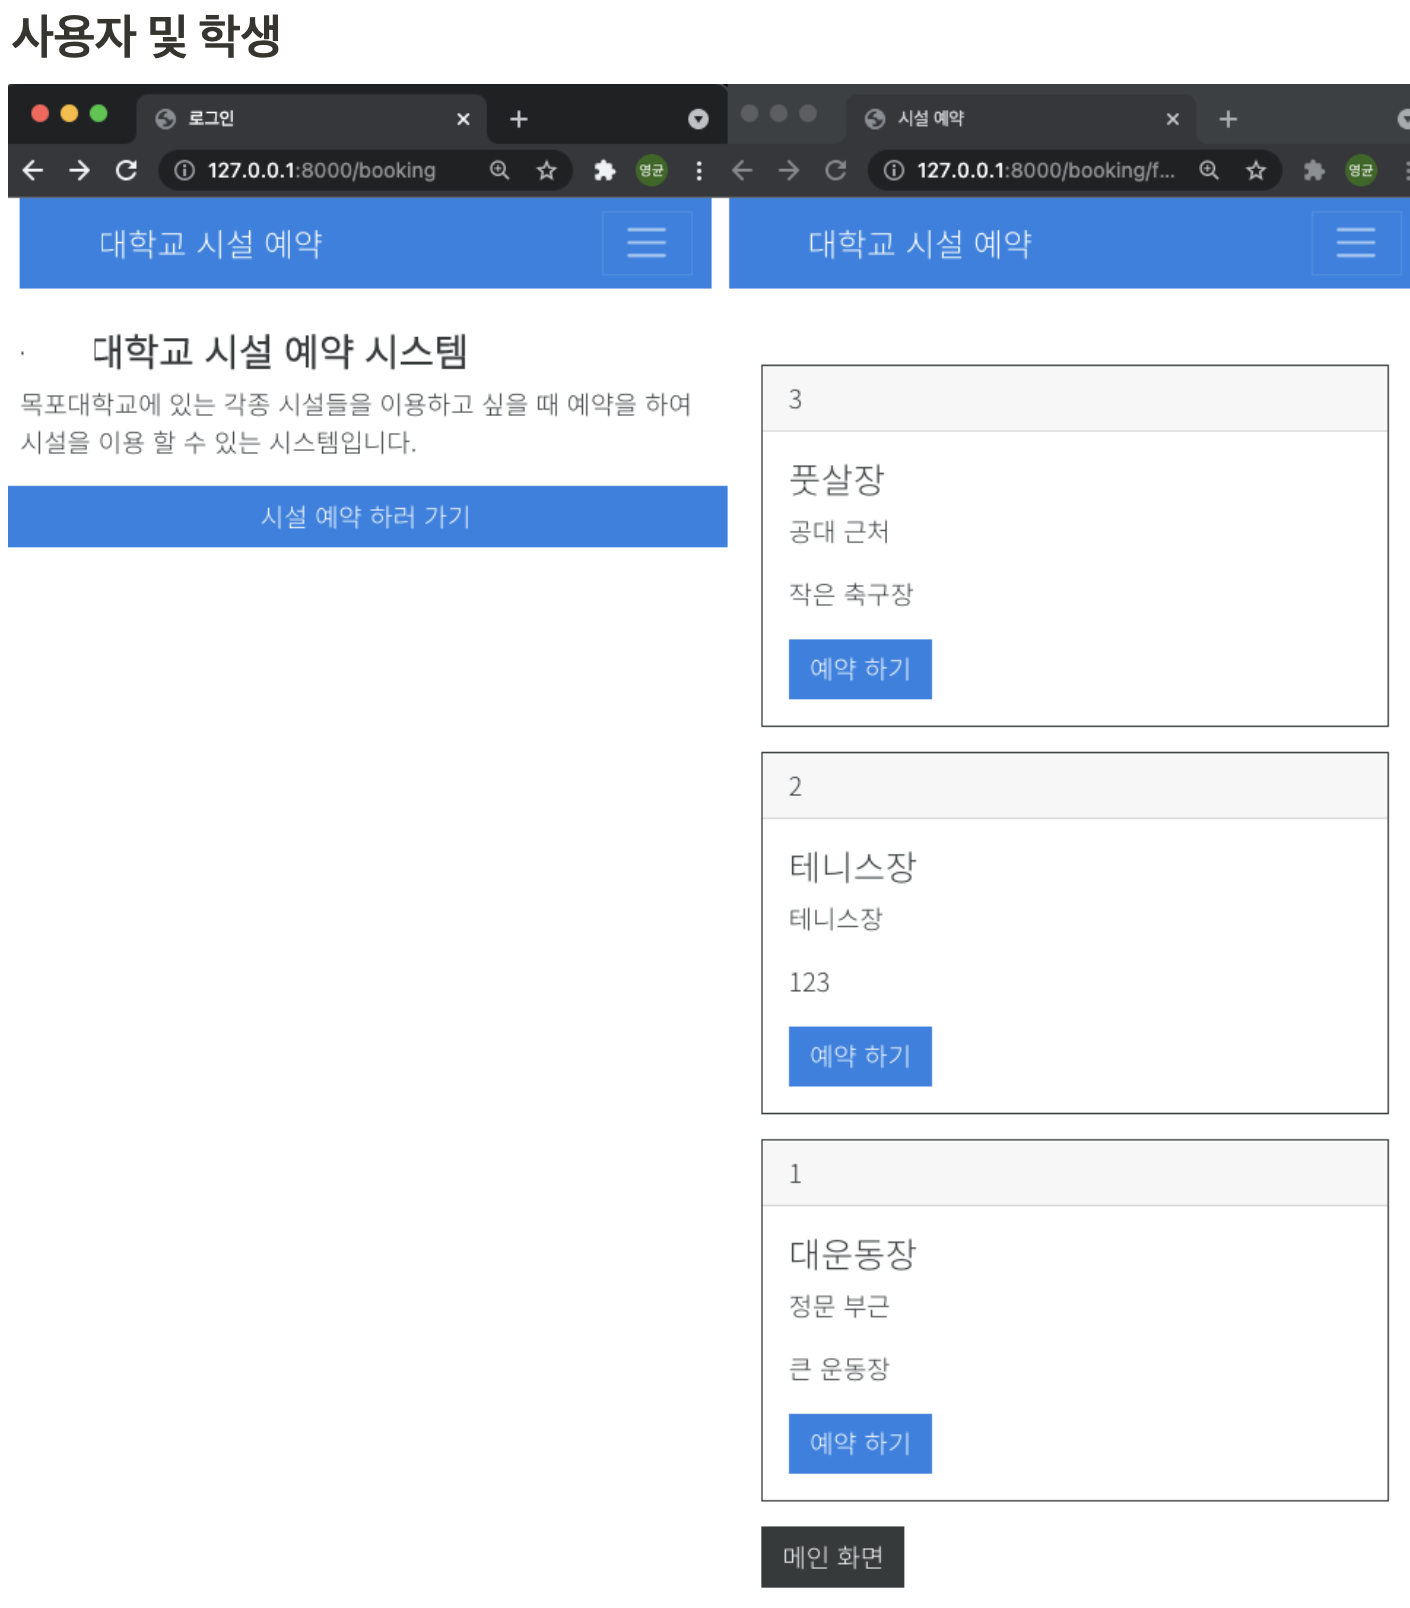 사용자 및 학생
로그인
127.0.0.1:8000/booking
영균
대학교 시설 예약
대학교 시설 예약 시스템
목포대학교에 있는 각종 시설들을 이용하고 싶을 때 예약을 하여
시설을 이용 할 수 있는 시스템입니다.
시설 예약 하러 가기
시설 예약
127.0.0.1:8000/booking/f...
영균
대학교 시설 예약
3
풋살장
공대 근처
작은 축구장
예약 하기
2
테니스장
테니스장
123
예약 하기
1
대운동장
정문 부근
큰 운동장
예약 하기
메인 화면